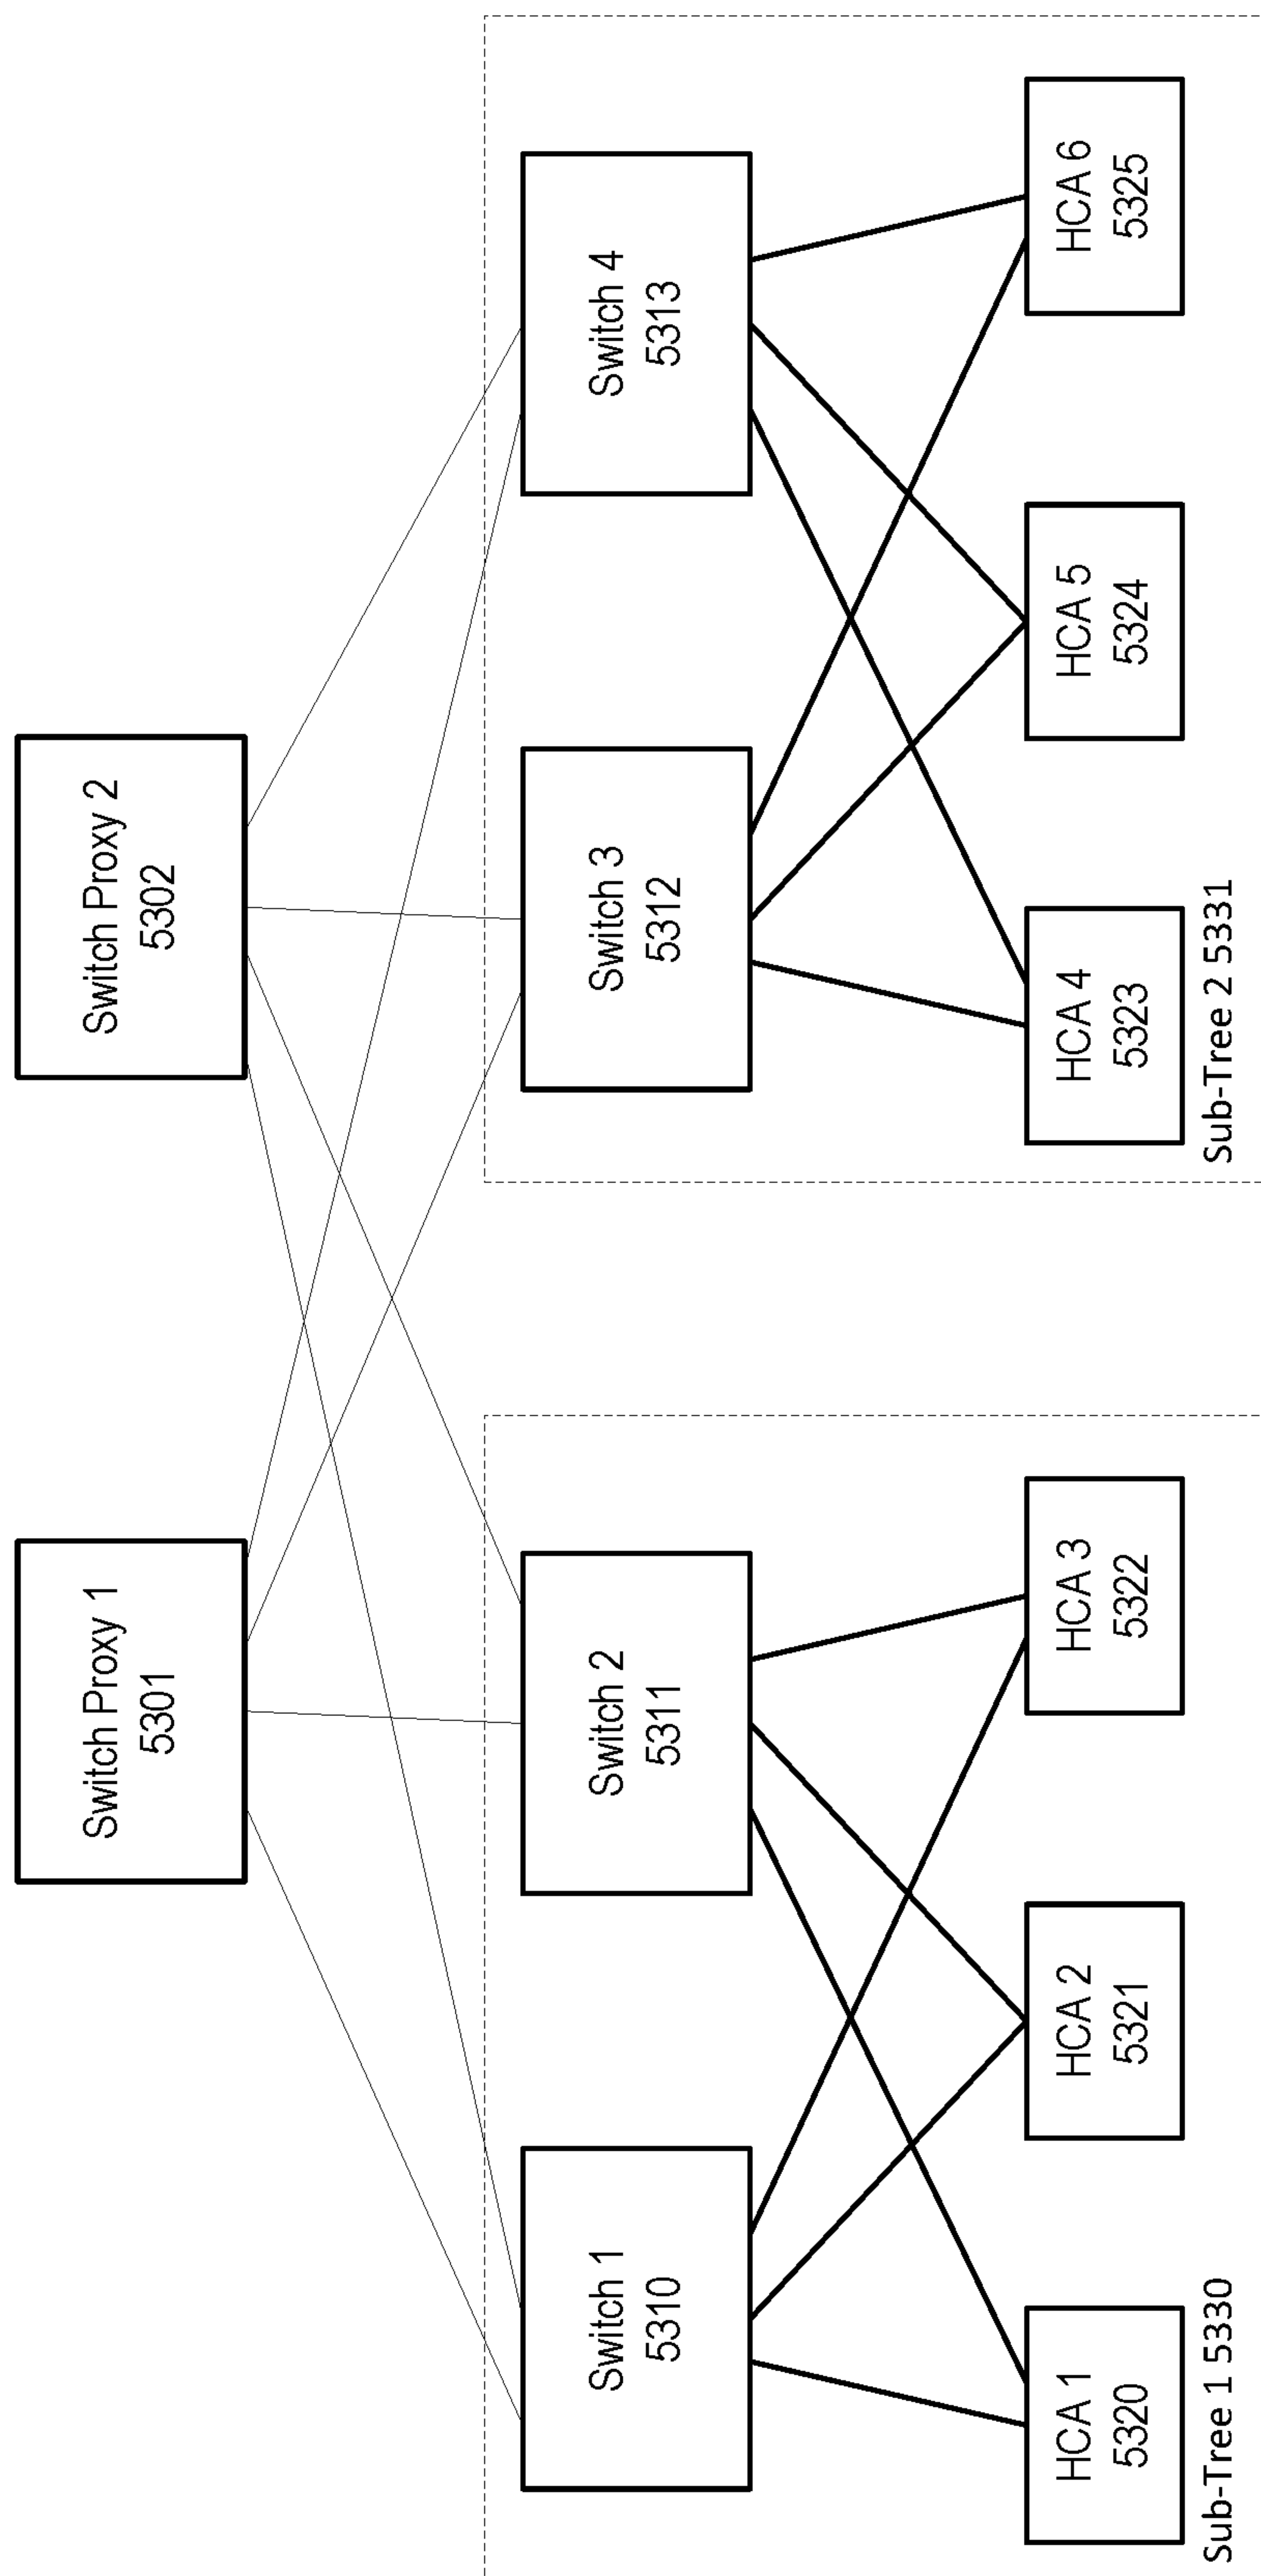 Switch Proxy 1
5301
Switch Proxy 2
5302
Switch 1
5310
Switch 2
5311
Switch 3
5312
Switch 4
5313
HCA 1
5320
HCA 2
5321
HCA 3
5322
HCA 4
5323
HCA 5
5324
HCA 6
5325
Sub-Tree 1 5330
Sub-Tree 2 5331